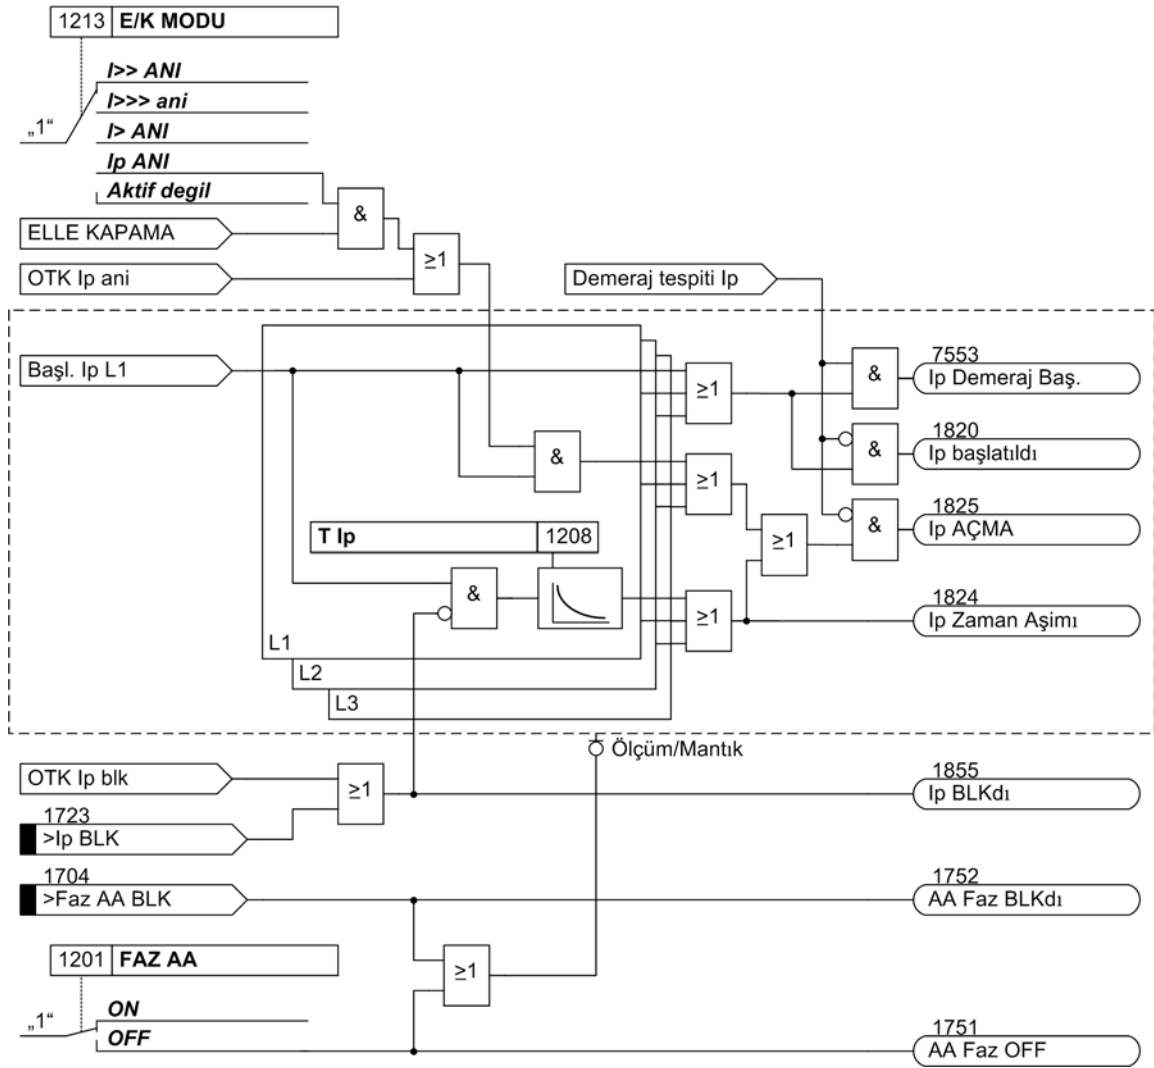 1213 E/K MODU
I>> ANI
I>>> ani
„1“
I> ANI
Ip ANI
Aktif degil
&
ELLE KAPAMA
≥1
OTK Ip ani
Demeraj tespiti Ip
Başl. Ip L1
≥1
&
7553
Ip Demeraj Baş.
&
1820
Ip başlatıldı
&
≥1
&
1825
Ip AÇMA
T Ip 1208
≥1
&
≥1
1824
Ip Zaman Aşimı
L1
L2
L3
Ölçüm/Mantık
OTK Ip blk
≥1
1855
Ip BLKdı
1723
>Ip BLK
1704
>Faz AA BLK
1752
AA Faz BLKdı
1201 FAZ AA
≥1
„1“
ON
OFF
1751
AA Faz OFF